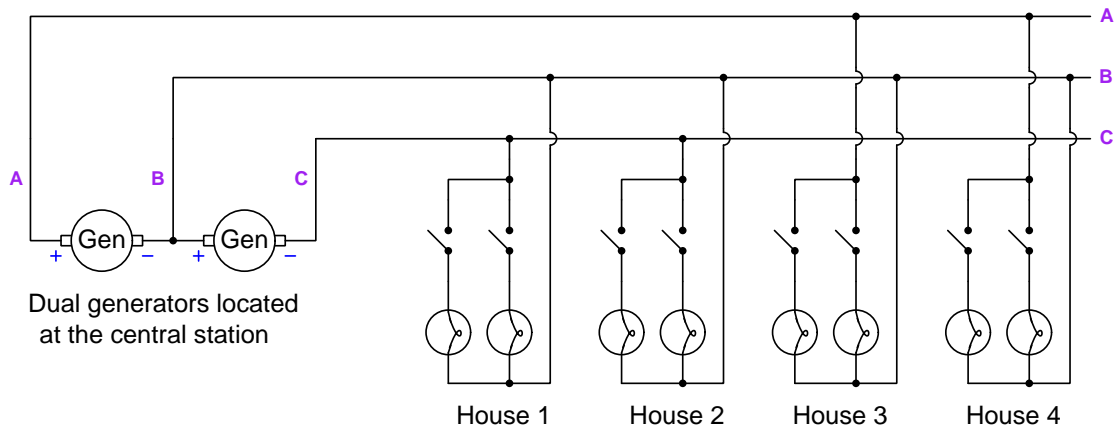 A
B
C
A B C
Gen Gen
+ − + −
Dual generators located
at the central station
House 1 House 2 House 3 House 4